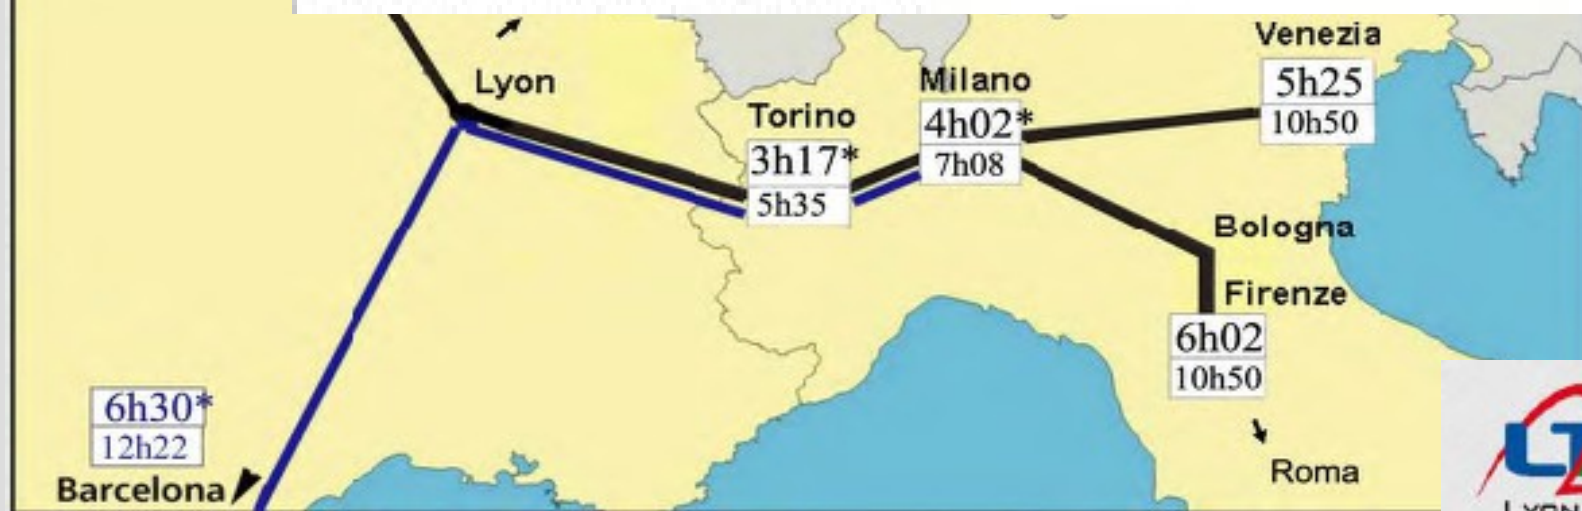 Venezia
5h25
10h50
Lyon
Milano
4h02*
7h08
Torino
3h17*
5h35
Bologna
Firenze
6h02
10h50
6h30*
12h22
Barcelona
Roma